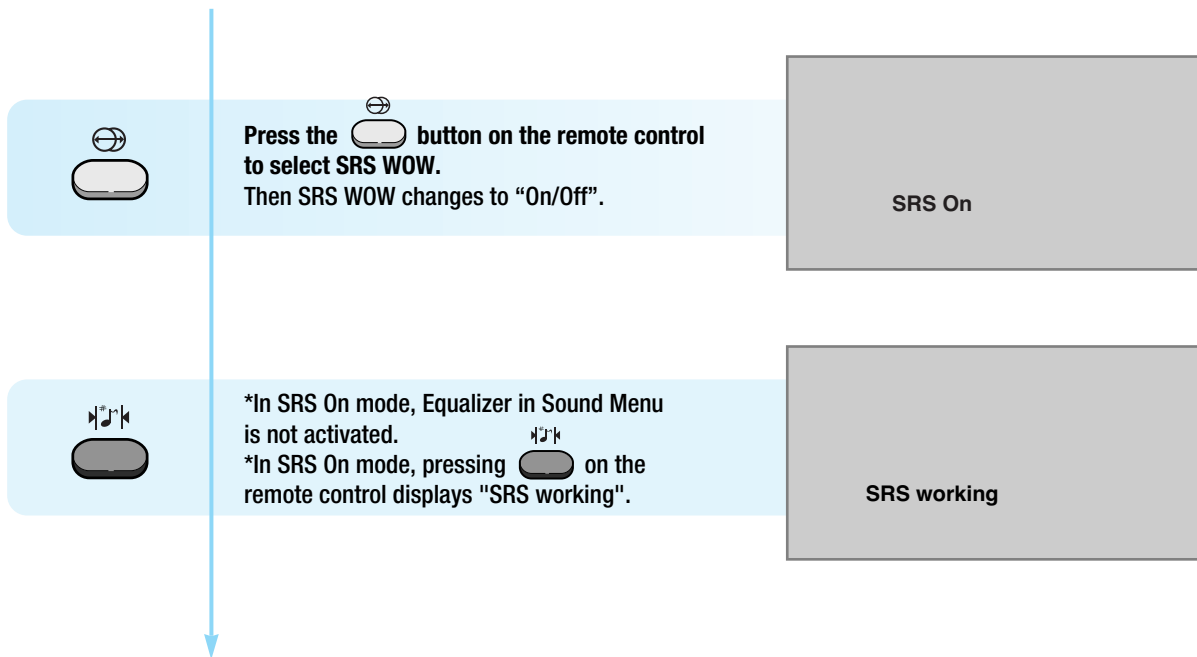 Press the button on the remote control
to select SRS WOW.
Then SRS WOW changes to “On/Off”.
SRS On
*In SRS On mode, Equalizer in Sound Menu
is not activated.
*In SRS On mode, pressing on the
remote control displays "SRS working".
SRS working